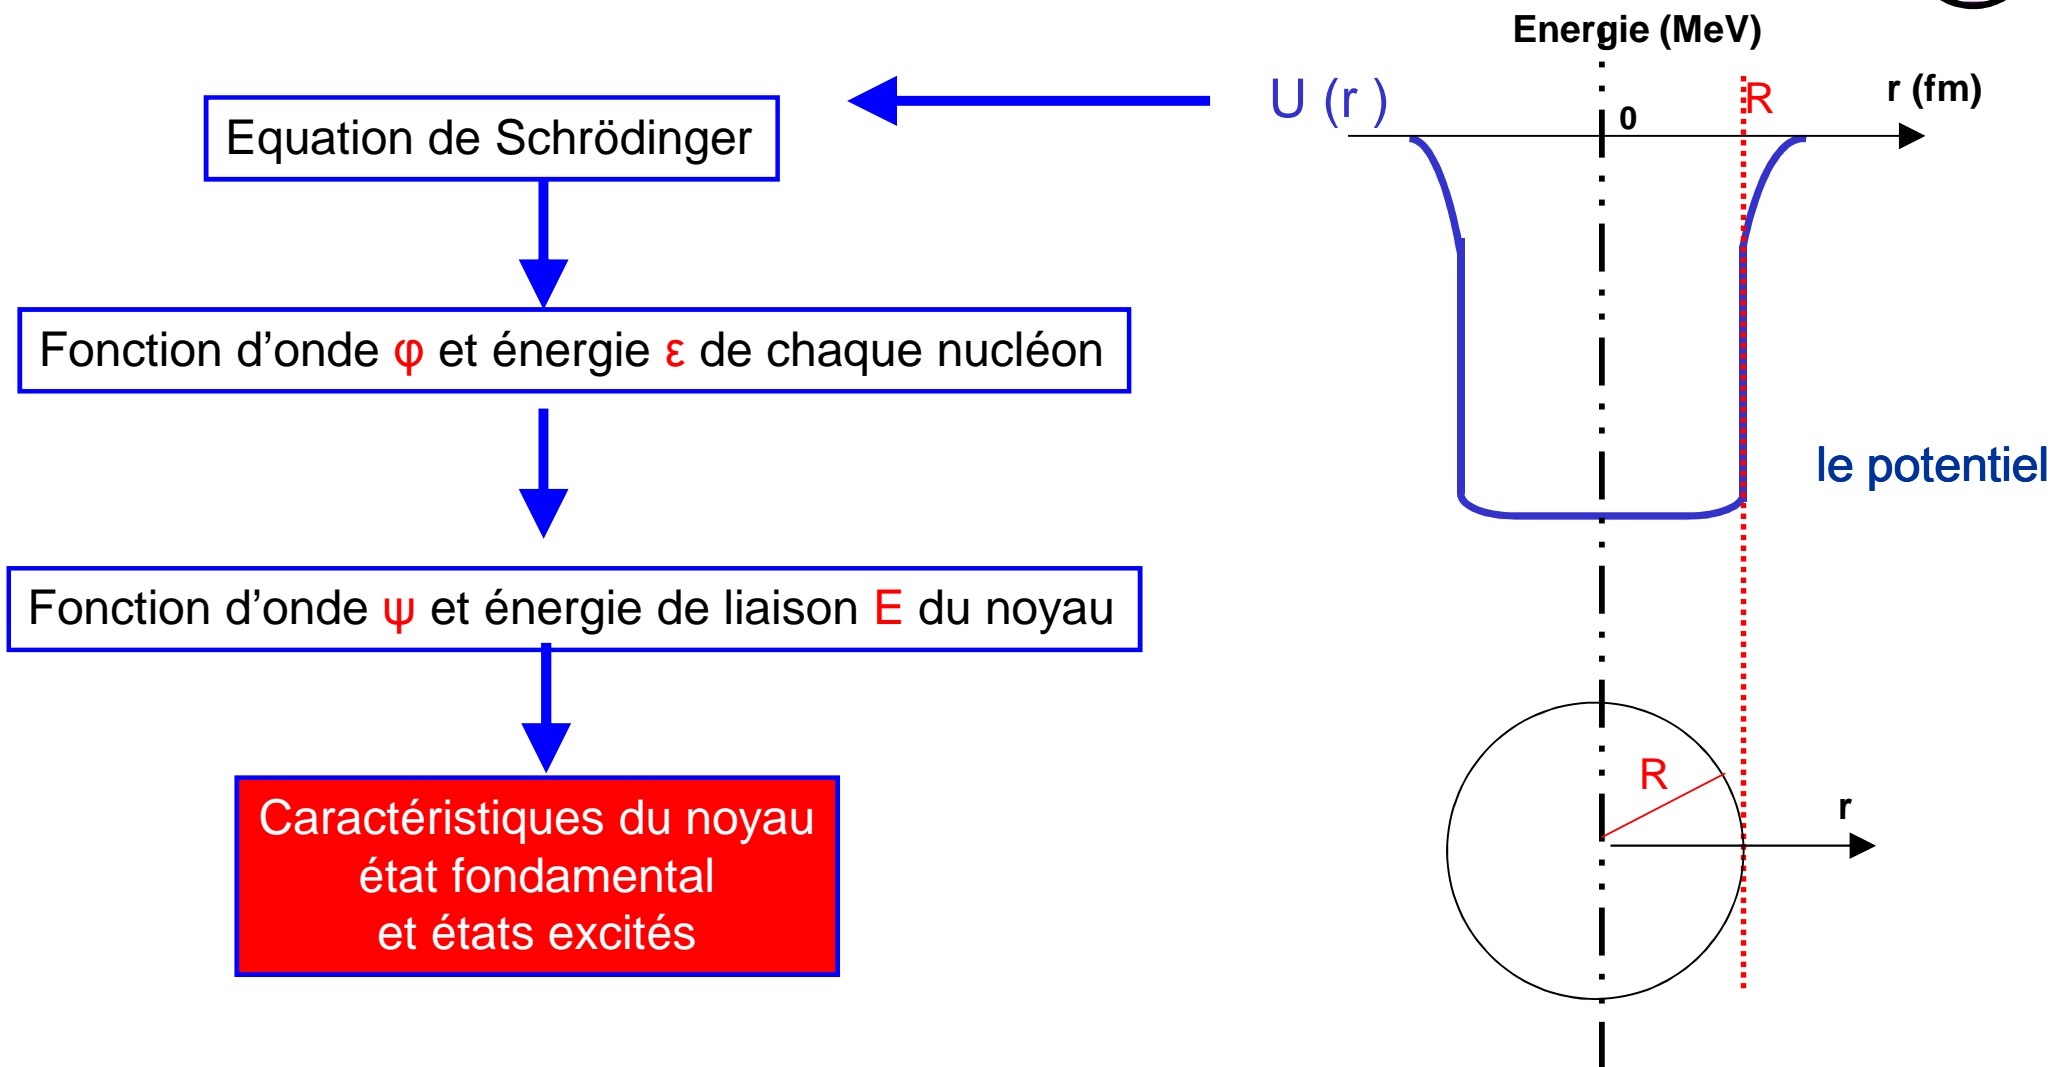 Energie (MeV)
U (r )
0
R
r (fm)
Equation de Schrödinger
Fonction d'onde φ et énergie ε de chaque nucléon
le potentiel
Fonction d’onde ψ et énergie de liaison E du noyau
R
r
Caractéristiques du noyau
état fondamental
et états excités